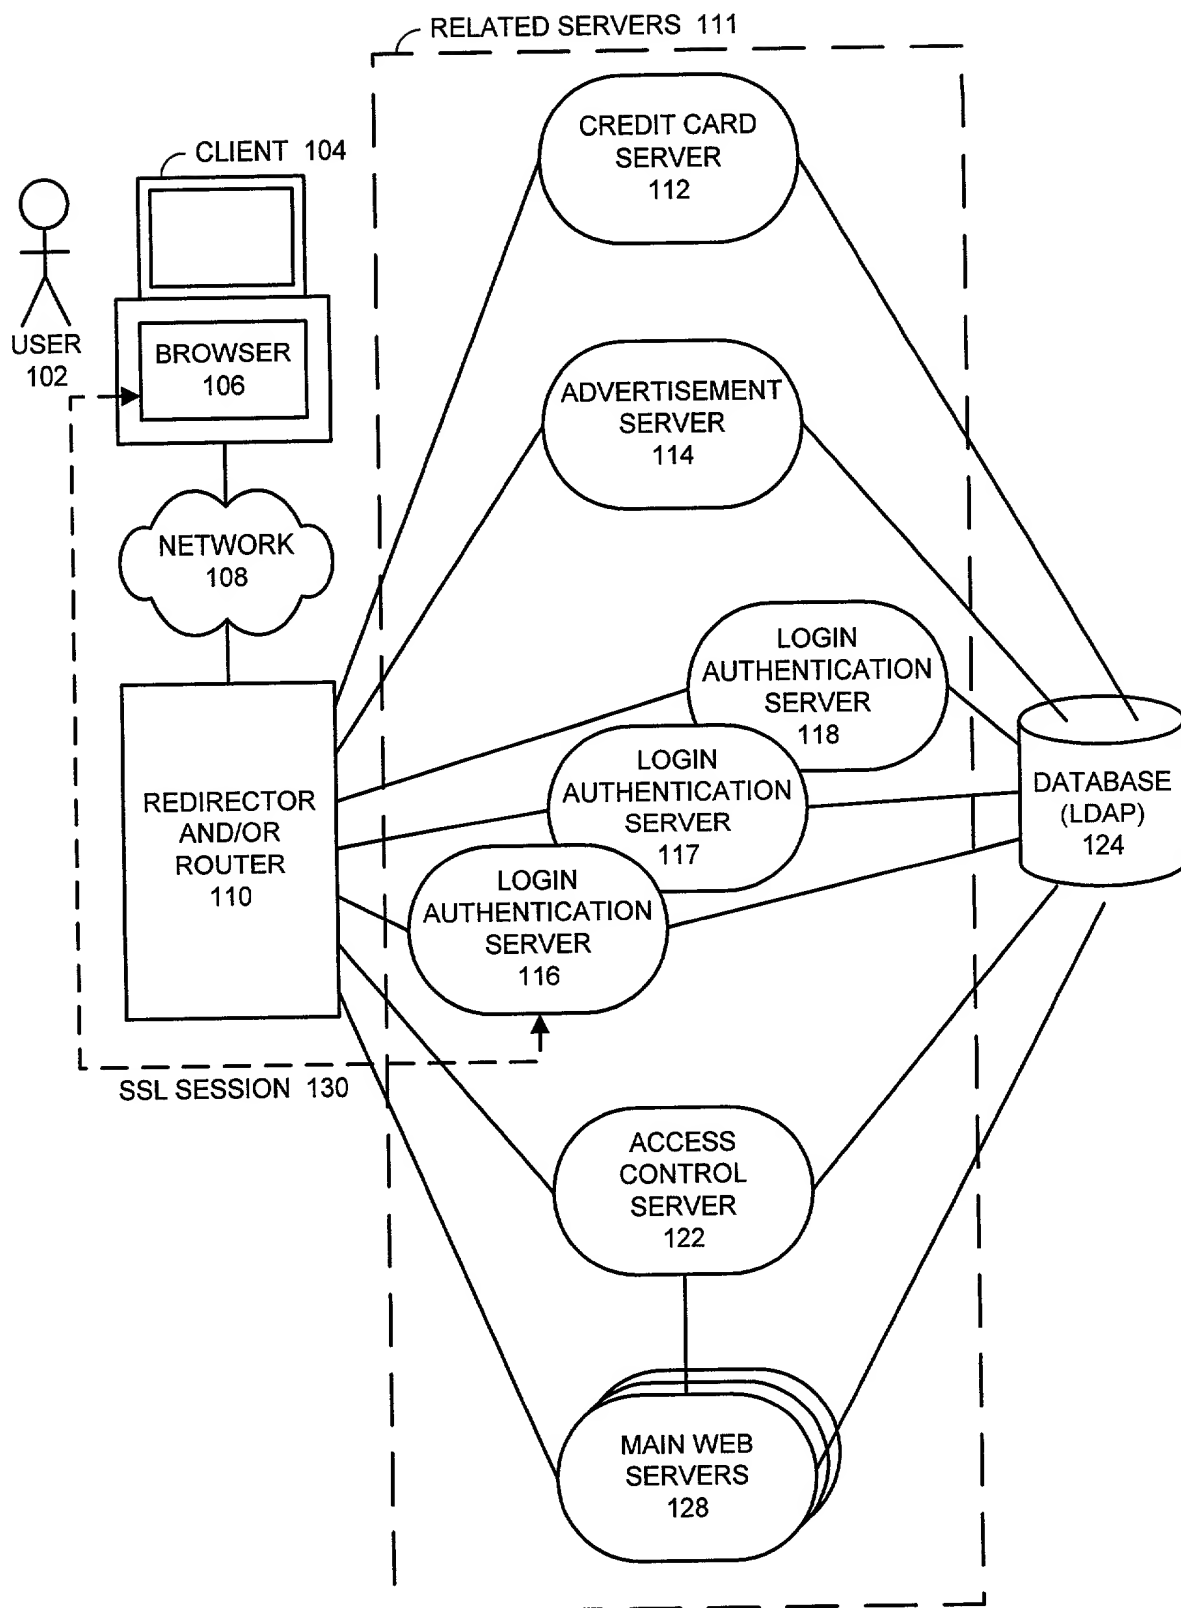 RELATED SERVERS 111
CREDIT CARD
SERVER
112
CLIENT 104
USER
102
BROWSER
106
ADVERTISEMENT
SERVER
114
NETWORK
108
LOGIN
AUTHENTICATION
SERVER
118
LOGIN
AUTHENTICATION
SERVER
117
LOGIN
AUTHENTICATION
SERVER
116
REDIRECTOR
AND/OR
ROUTER
110
DATABASE
(LDAP)
124
SSL SESSION 130
ACCESS
CONTROL
SERVER
122
MAIN WEB
SERVERS
128